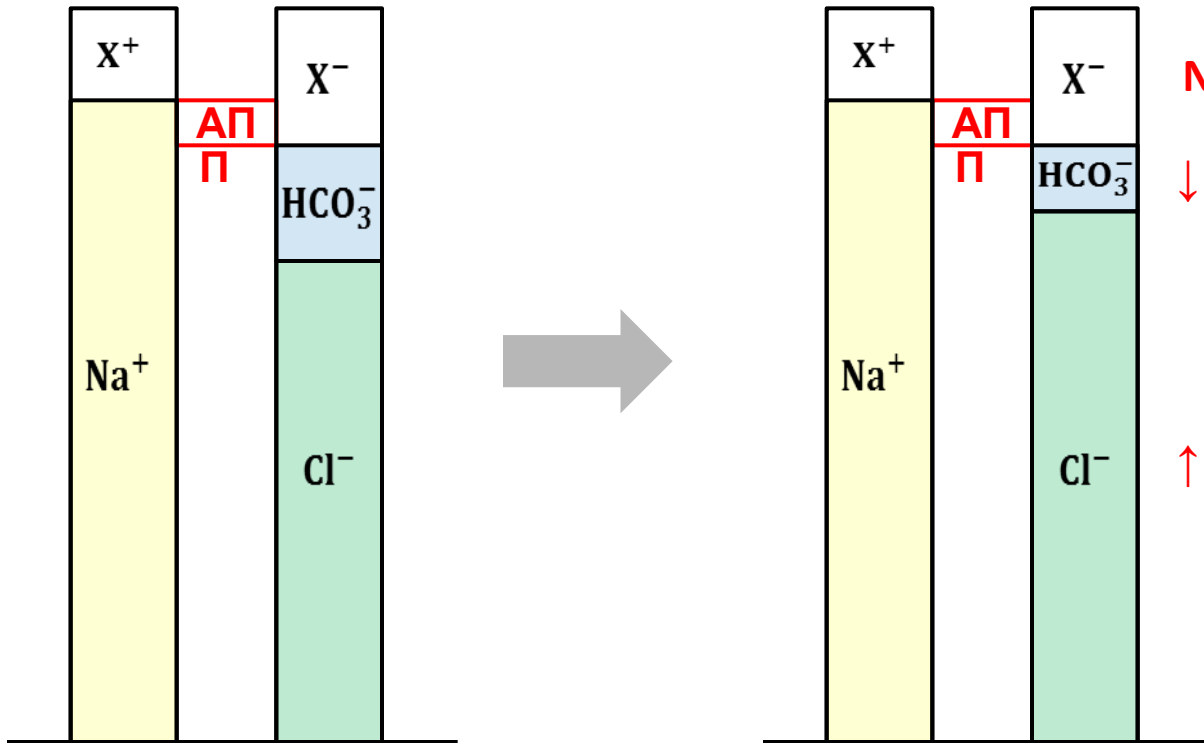 X⁺
X⁻
АП
П
HCO₃⁻
Na⁺
Cl⁻
X⁺
X⁻
N
АП
П
HCO₃⁻
↓
Na⁺
Cl⁻
↑